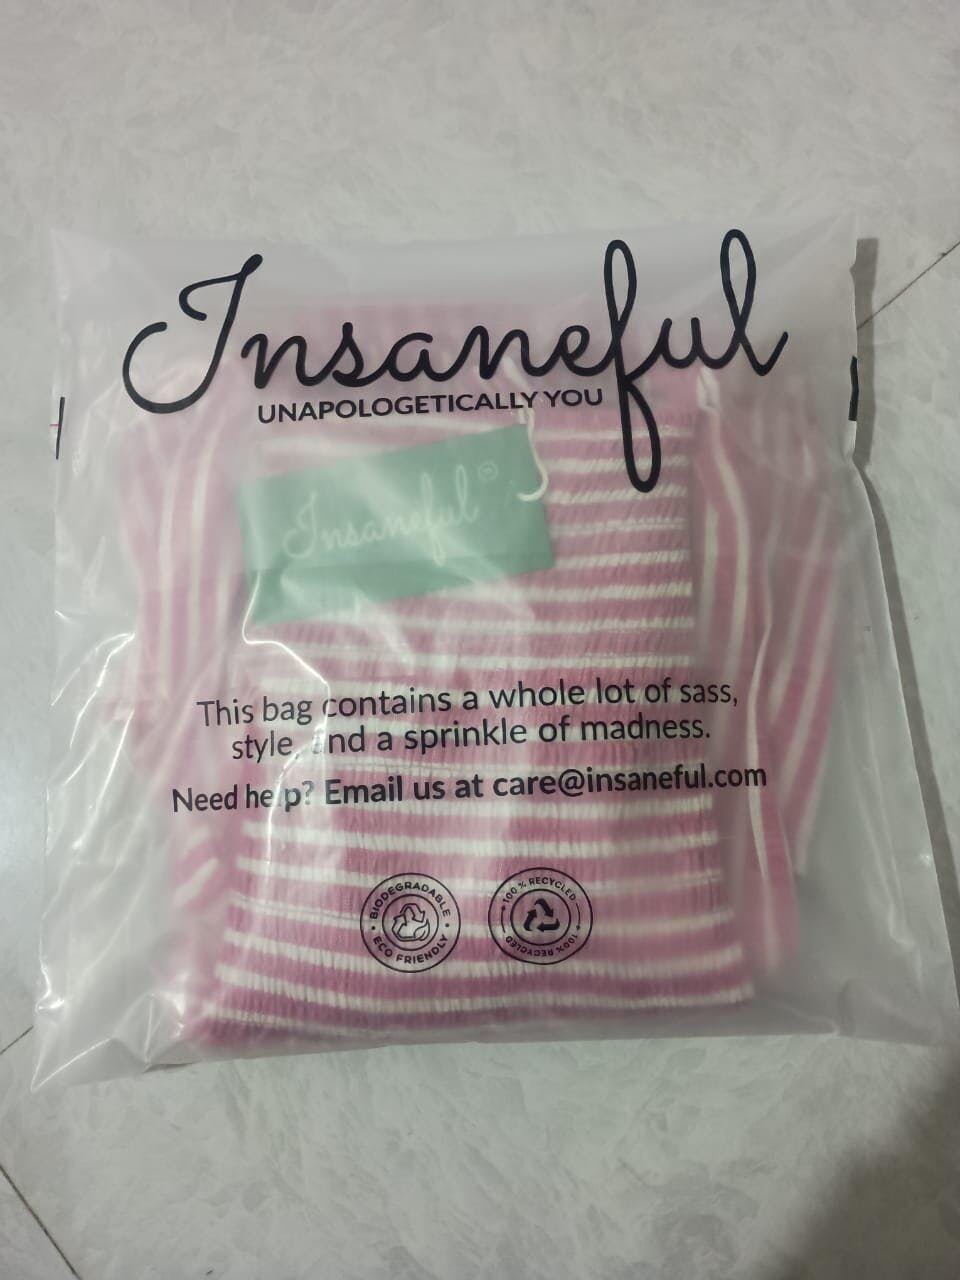 Insaneful
UNAPOLOGETICALLY YOU
Insaneful
This bag contains a whole lot of sass,
style, and a sprinkle of madness.
Need help? Email us at care@insaneful.com
BIODEGRADABLE
ECO FRIENDLY
100% RECYCLED
100% RECYCLED